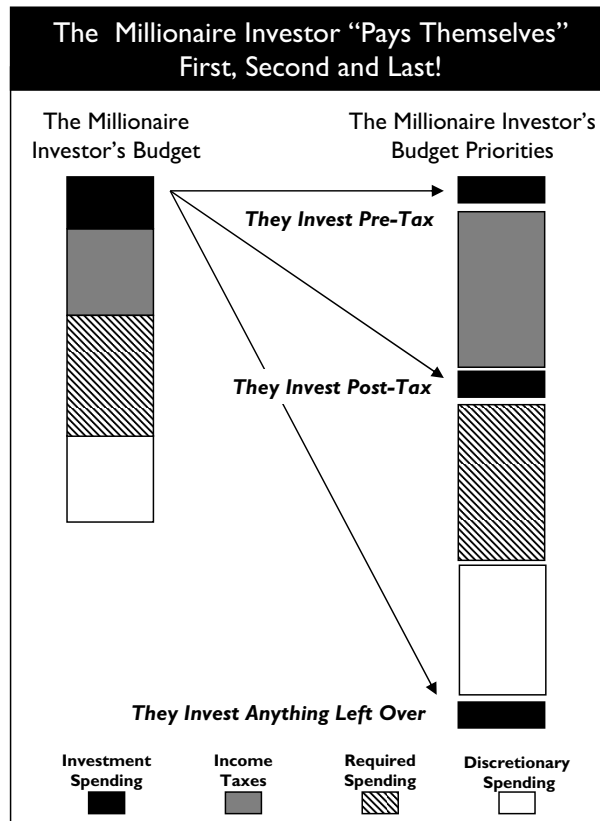 The Millionaire Investor “Pays Themselves”
First, Second and Last!
The Millionaire
Investor’s Budget
The Millionaire Investor’s
Budget Priorities
They Invest Pre-Tax
They Invest Post-Tax
They Invest Anything Left Over
Investment
Spending
Income
Taxes
Required
Spending
Discretionary
Spending